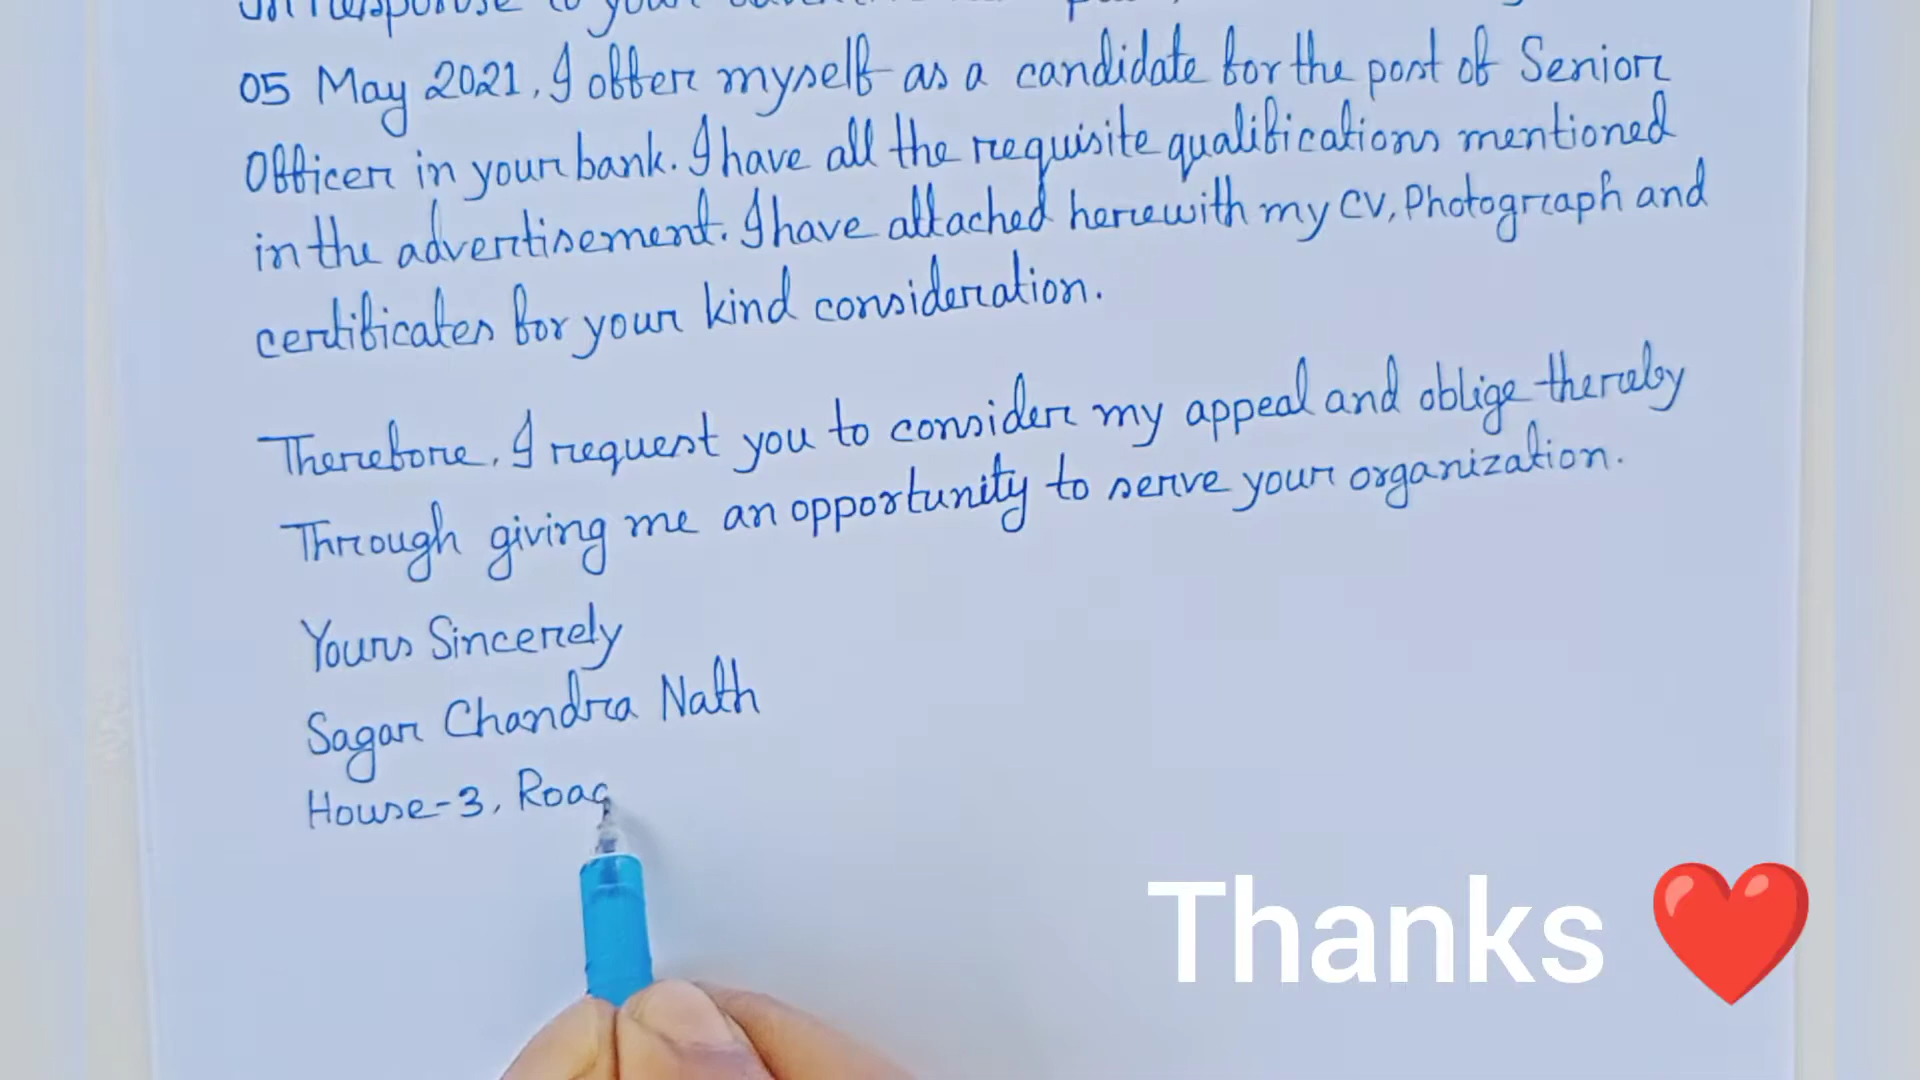 05 May 2021, I offer myself as a candidate for the post of Senior
Officer in your bank. I have all the requisite qualifications mentioned
in the advertisement. I have attached herewith my CV, Photograph and
certificates for your kind consideration.
Therefore, I request you to consider my appeal and oblige thereby
Through giving me an opportunity to serve your organization.
Yours Sincerely
Sagar Chandra Nath
House-3, Road
Thanks ❤️